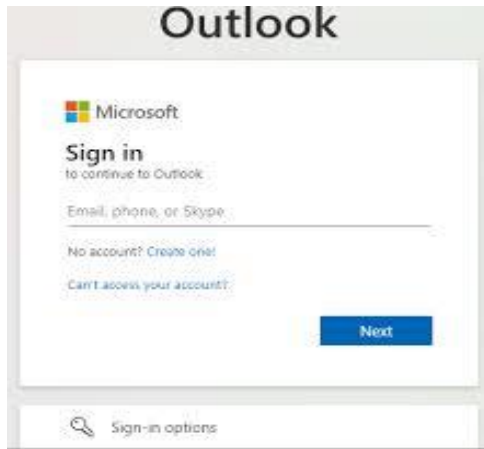 Outlook
Microsoft
Sign in
to continue to Outlook
Email, phone, or Skype
No account? Create one!
Can't access your account?
Next
Sign-in options